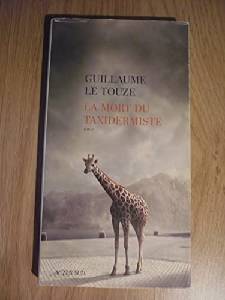 GUILLAUME
LE TOUZE
LA MORT DU
TAXIDERMISTE
ACTES SUD